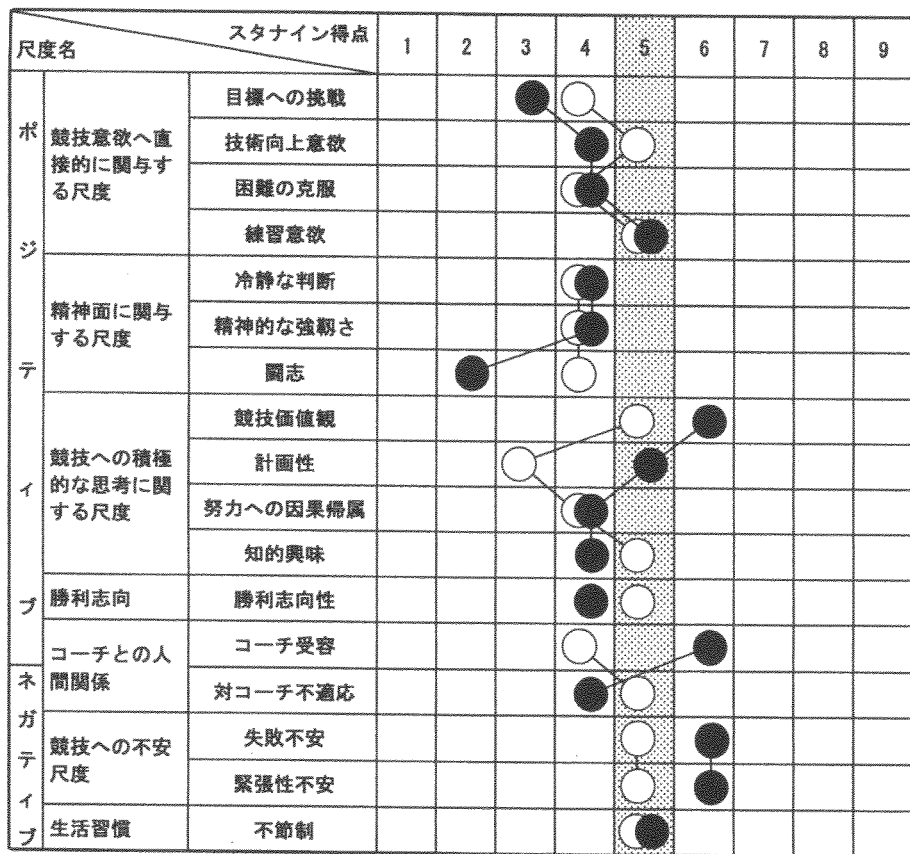 スタナイン得点
尺度名
1 2 3 4 5 6 7 8 9
ポジティブ
競技意欲へ直
接的に関与す
る尺度
目標への挑戦
技術向上意欲
困難の克服
練習意欲
精神面に関与
する尺度
冷静な判断
精神的な強靱さ
闘志
競技への積極
的な思考に関
する尺度
競技価値観
計画性
努力への因果帰属
知的興味
勝利志向
勝利志向性
コーチとの人
間関係
コーチ受容
ネガティブ
対コーチ不適応
競技への不安
尺度
失敗不安
緊張性不安
生活習慣
不節制